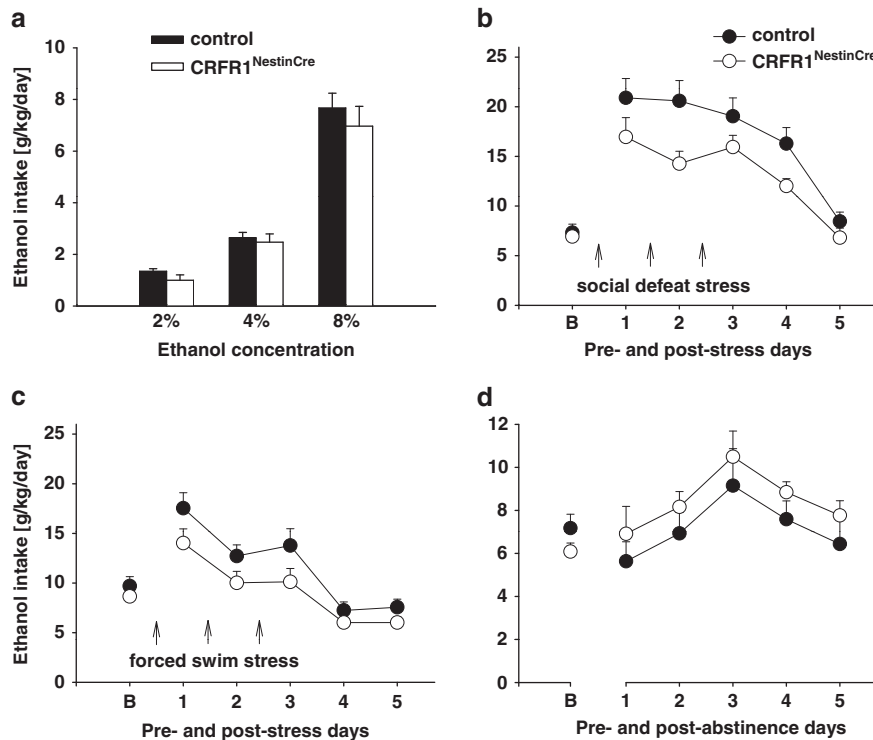 a
control
CRFR1^NestinCre
Ethanol intake [g/kg/day]
10
8
6
4
2
0
2% 4% 8%
Ethanol concentration
b
control
CRFR1^NestinCre
25
20
15
10
5
0
social defeat stress
B 1 2 3 4 5
Pre- and post-stress days
c
Ethanol intake [g/kg/day]
25
20
15
10
5
0
forced swim stress
B 1 2 3 4 5
Pre- and post-stress days
d
12
10
8
6
4
2
0
B 1 2 3 4 5
Pre- and post-abstinence days